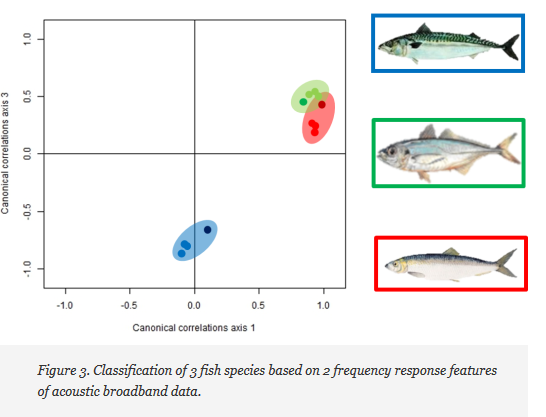 1.0
0.5
0.0
-0.5
-1.0
Canonical correlations axis 3
-1.0 -0.5 0.0 0.5 1.0
Canonical correlations axis 1
Figure 3. Classification of 3 fish species based on 2 frequency response features
of acoustic broadband data.